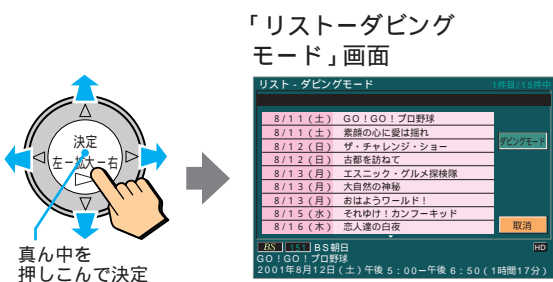 「リストーダビング
モード」画面
決定
左ー拡大ー右
真ん中を
押しこんで決定
リスト - ダビングモード 1件目/15件中
8/11(土) GO!GO!プロ野球
8/11(土) 素顔の心に愛は揺れ
8/12(日) ザ・チャレンジ・ショー
8/12(日) 古都を訪ねて
8/13(月) エスニック・グルメ探検隊
8/13(月) 大自然の神秘
8/13(月) おはようワールド!
8/15(水) それゆけ!カンフーキッド
8/16(木) 恋人達の白夜
ダビングモード
取消
BS 151 BS朝日 HD
GO!GO!プロ野球
2001年8月12日(土)午後 5:00ー午後 6:50(1時間17分)